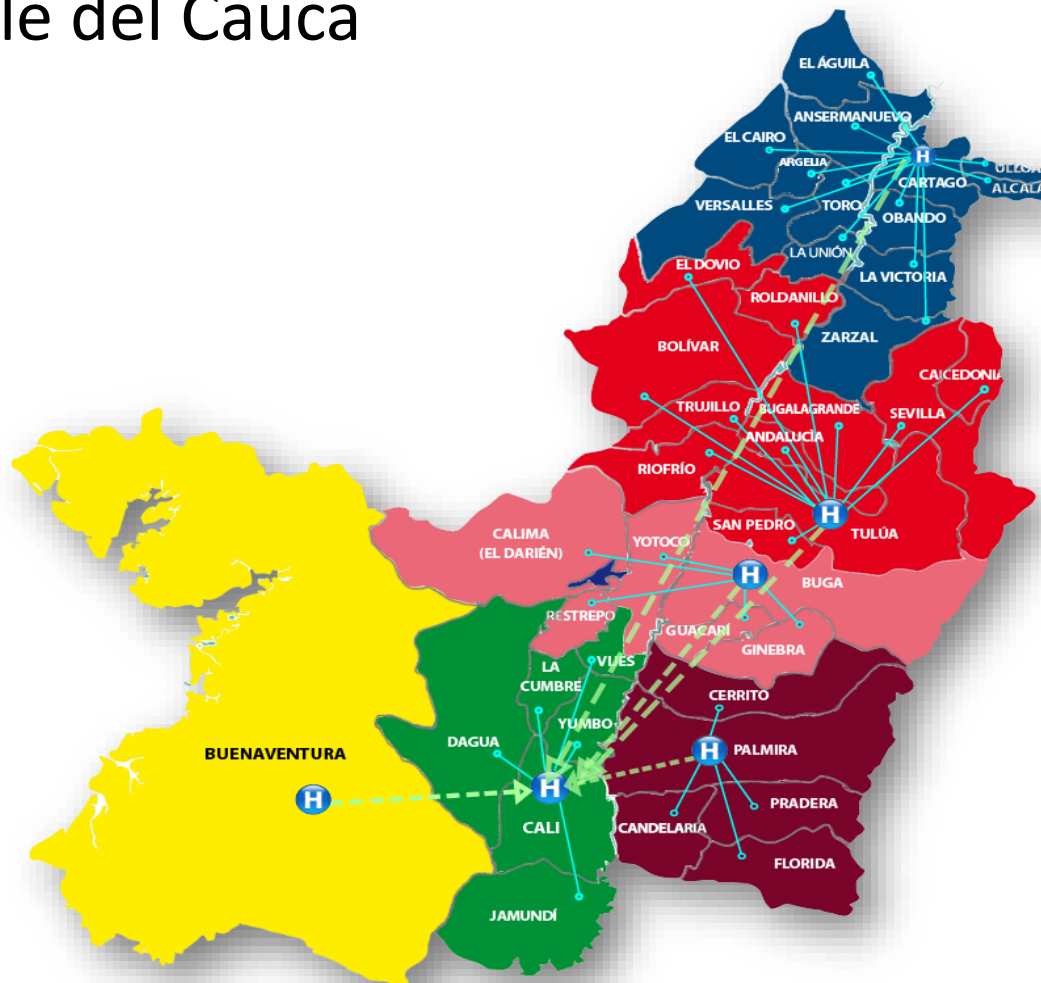 le del Cauca
EL ÁGUILA
ANSERMANUEVO
EL CAIRO
ARGELIA
H
CARTAGO
ALCALA
VERSALLES
TORO
OBANDO
LA UNIÓN
EL DOVIO
LA VICTORIA
ROLDANILLO
ZARZAL
BOLÍVAR
CAICEDONIA
TRUJILLO
BUGALAGRANDE
SEVILLA
ANDALUCÌA
RIOFRÍO
H
SAN PEDRO
TULÚA
CALIMA
(EL DARIÉN)
YOTOCO
H
BUGA
RESTREPO
GUACARÍ
GINEBRA
LA
CUMBRE
VIJES
CERRITO
YUMBO
DAGUA
H
PALMIRA
BUENAVENTURA
H
H
PRADERA
CALI
CANDELARIA
FLORIDA
JAMUNDÍ